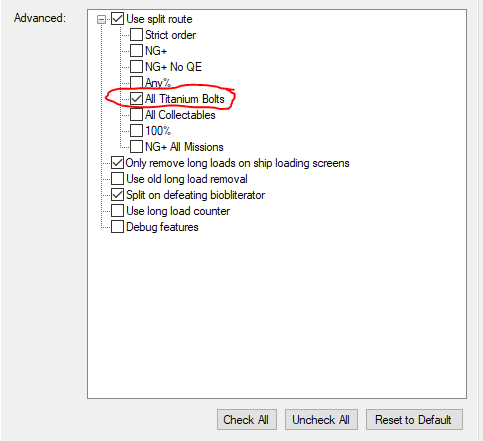 Advanced:
Use split route
Strict order
NG+
NG+ No QE
Any%
All Titanium Bolts
All Collectables
100%
NG+ All Missions
Only remove long loads on ship loading screens
Use old long load removal
Split on defeating biobliterator
Use long load counter
Debug features
Check All
Uncheck All
Reset to Default